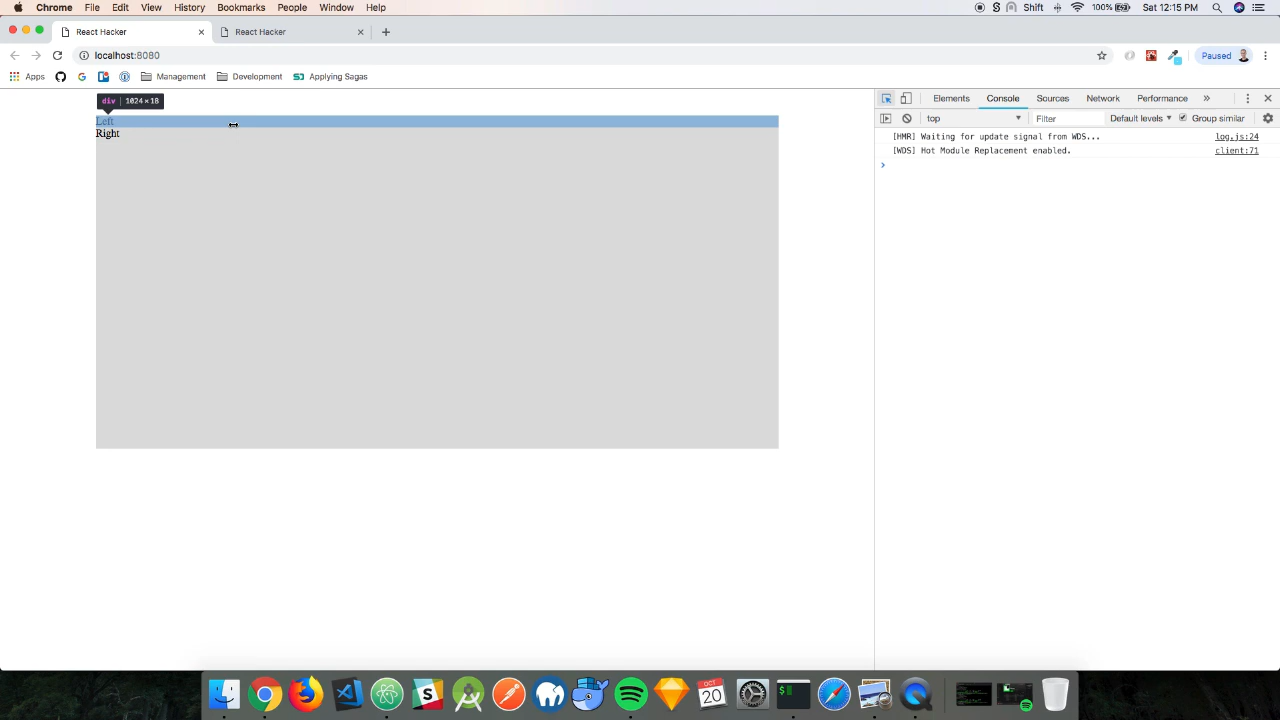 Chrome File Edit View History Bookmarks People Window Help Shift 100% Sat 12:15 PM
React Hacker React Hacker
localhost:8080 Paused
Apps Management Development Applying Sagas
div 1024×18
Left
Right
Elements Console Sources Network Performance
top Filter Default levels Group similar
[HMR] Waiting for update signal from WDS... log.js:24
[WDS] Hot Module Replacement enabled. client:71
OCT
20